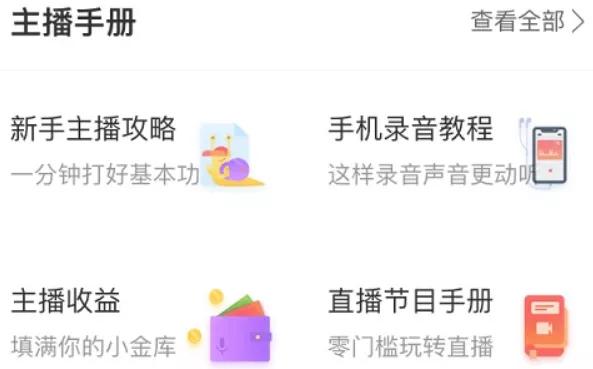 主播手册
查看全部
新手主播攻略
手机录音教程
一分钟打好基本功
这样录音声音更动听
主播收益
直播节目手册
填满你的小金库
零门槛玩转直播